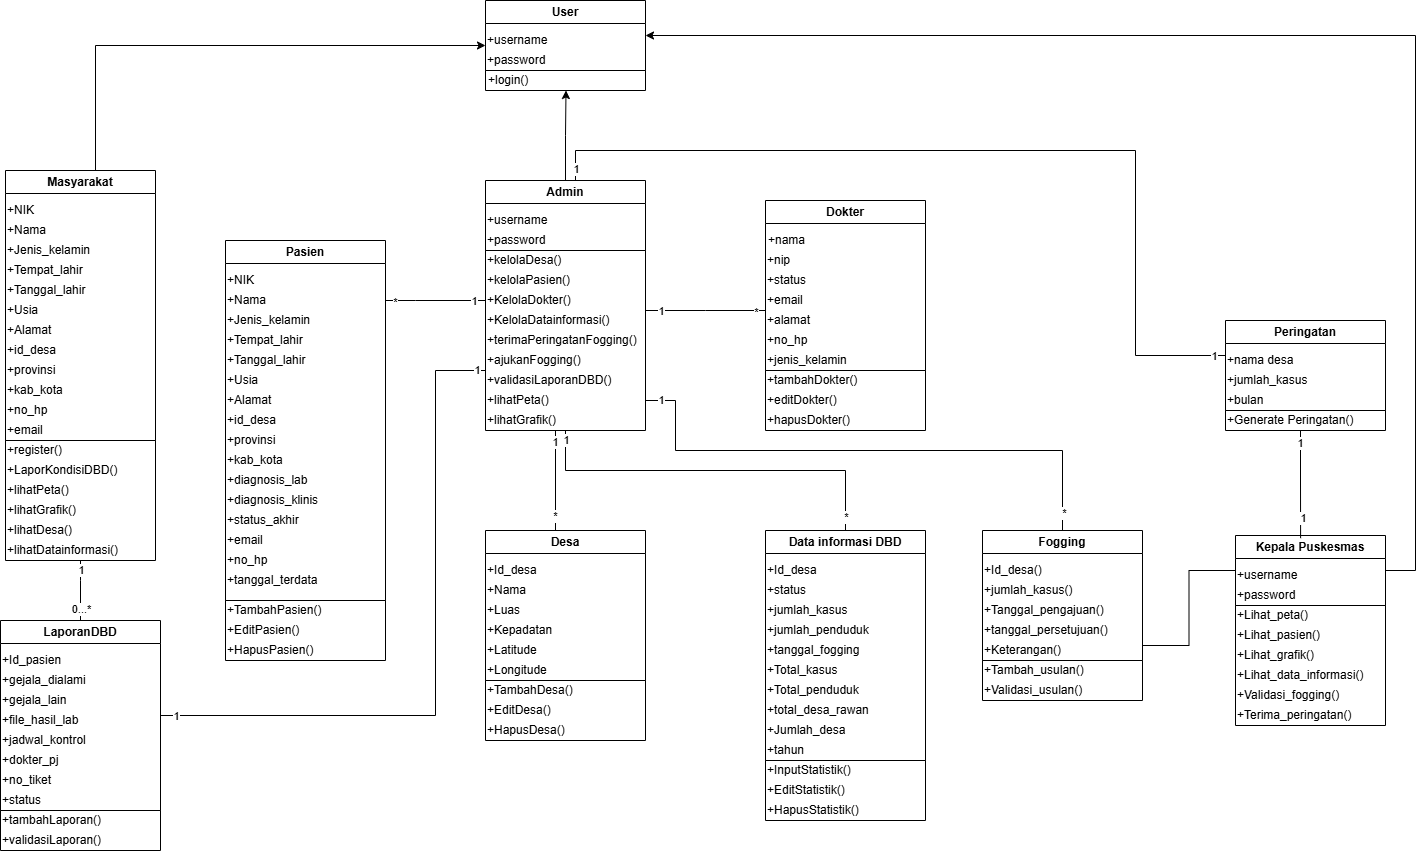 User
+username
+password
+login()
Masyarakat
+NIK
+Nama
+Jenis_kelamin
+Tempat_lahir
+Tanggal_lahir
+Usia
+Alamat
+id_desa
+provinsi
+kab_kota
+no_hp
+email
+register()
+LaporKondisiDBD()
+lihatPeta()
+lihatGrafik()
+lihatDesa()
+lihatDatainformasi()
1
0...*
LaporanDBD
+Id_pasien
+gejala_dialami
+gejala_lain
+file_hasil_lab
+jadwal_kontrol
+dokter_pj
+no_tiket
+status
+tambahLaporan()
+validasiLaporan()
1
1
Pasien
+NIK
+Nama
+Jenis_kelamin
+Tempat_lahir
+Tanggal_lahir
+Usia
+Alamat
+id_desa
+provinsi
+kab_kota
+diagnosis_lab
+diagnosis_klinis
+status_akhir
+email
+no_hp
+tanggal_terdata
+TambahPasien()
+EditPasien()
+HapusPasien()
*
1
1
Admin
+username
+password
+kelolaDesa()
+kelolaPasien()
+KelolaDokter()
+KelolaDatainformasi()
+terimaPeringatanFogging()
+ajukanFogging()
+validasiLaporanDBD()
+lihatPeta()
+lihatGrafik()
1
*
1
1
1
*
*
*
Dokter
+nama
+nip
+status
+email
+alamat
+no_hp
+jenis_kelamin
+tambahDokter()
+editDokter()
+hapusDokter()
1
Peringatan
+nama desa
+jumlah_kasus
+bulan
+Generate Peringatan()
1
1
Desa
+Id_desa
+Nama
+Luas
+Kepadatan
+Latitude
+Longitude
+TambahDesa()
+EditDesa()
+HapusDesa()
Data informasi DBD
+Id_desa
+status
+jumlah_kasus
+jumlah_penduduk
+tanggal_fogging
+Total_kasus
+Total_penduduk
+total_desa_rawan
+Jumlah_desa
+tahun
+InputStatistik()
+EditStatistik()
+HapusStatistik()
Fogging
+Id_desa()
+jumlah_kasus()
+Tanggal_pengajuan()
+tanggal_persetujuan()
+Keterangan()
+Tambah_usulan()
+Validasi_usulan()
Kepala Puskesmas
+username
+password
+Lihat_peta()
+Lihat_pasien()
+Lihat_grafik()
+Lihat_data_informasi()
+Validasi_fogging()
+Terima_peringatan()